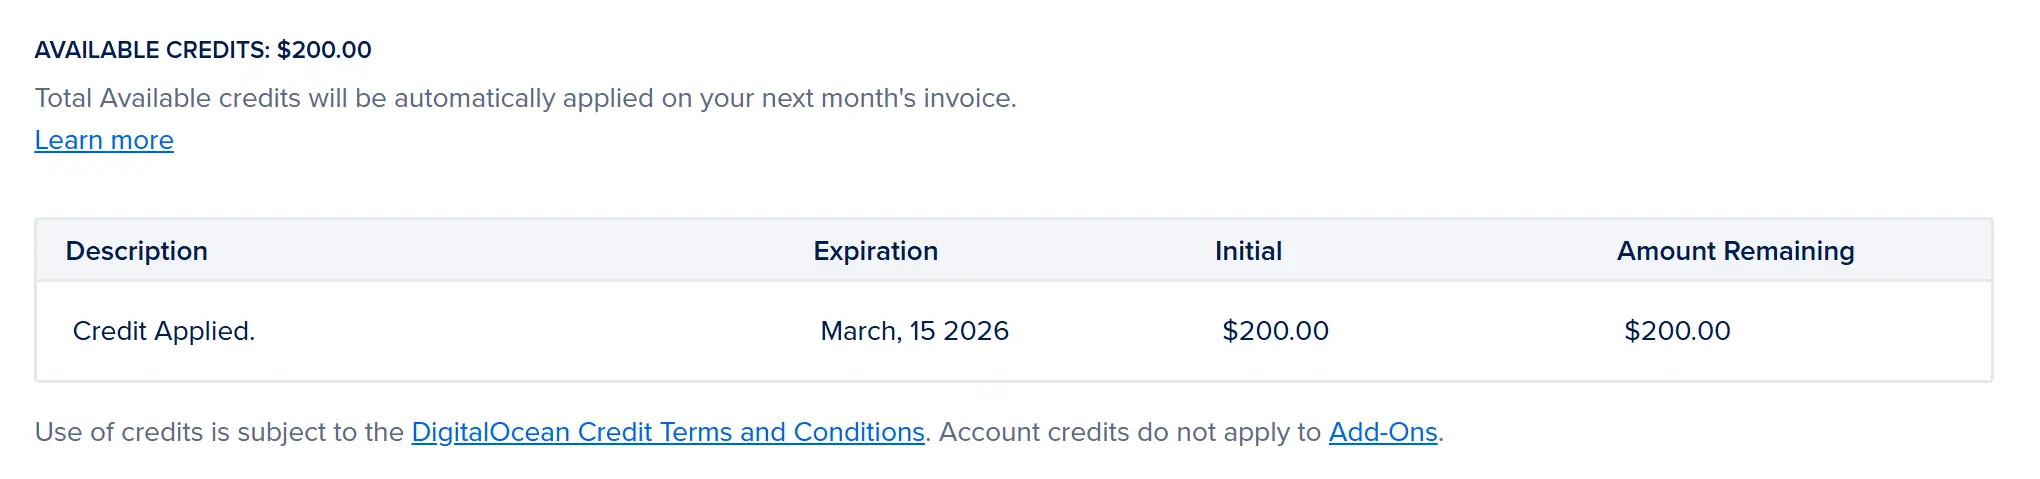 AVAILABLE CREDITS: $200.00
Total Available credits will be automatically applied on your next month's invoice.
Learn more
Description Expiration Initial Amount Remaining
Credit Applied. March, 15 2026 $200.00 $200.00
Use of credits is subject to the DigitalOcean Credit Terms and Conditions. Account credits do not apply to Add-Ons.